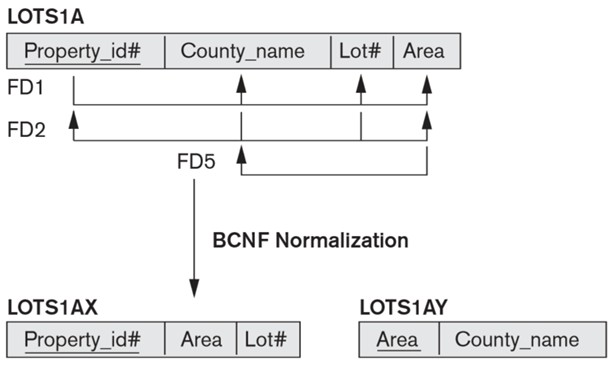 LOTS1A
Property_id# County_name Lot# Area
FD1
FD2
FD5
BCNF Normalization
LOTS1AX LOTS1AY
Property_id# Area Lot# Area County_name